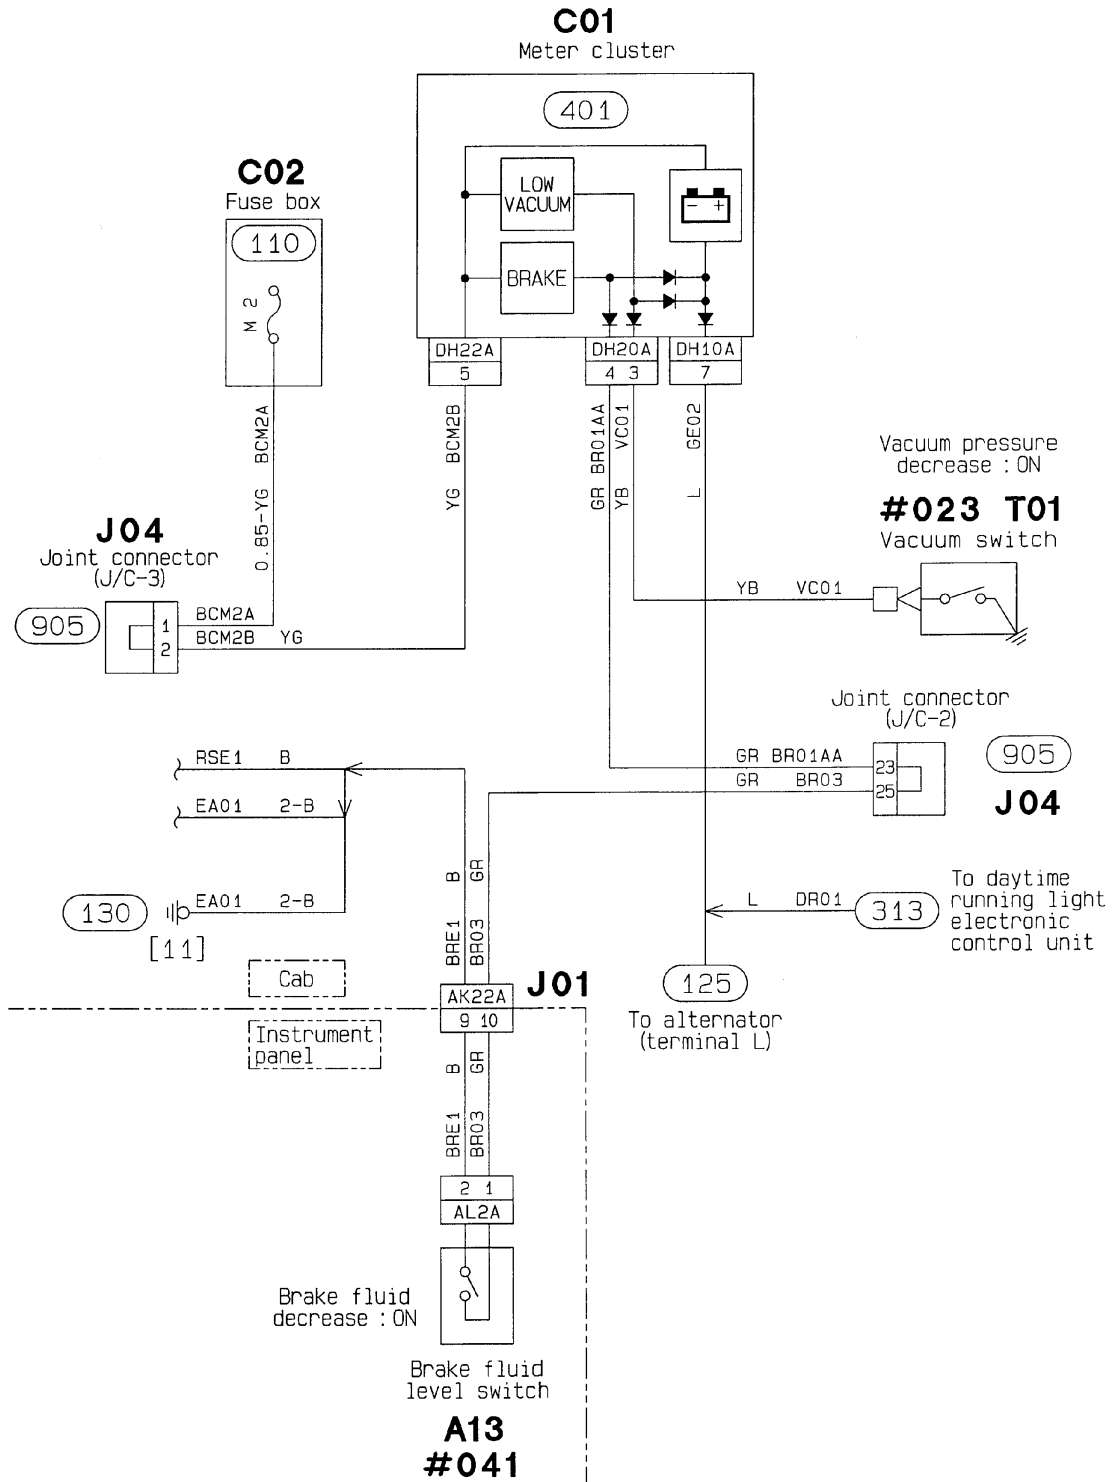 C01
Meter cluster
401
C02
Fuse box
110
M 2
LOW
VACUUM
- +
BRAKE
DH22A
5
DH20A
4 3
DH10A
7
BCM2A
0.85-YG
BCM2B
YG
BR01AA
GR
VC01
YB
GE02
L
Vacuum pressure
decrease : ON
#023 T01
Vacuum switch
YB VC01
J04
Joint connector
(J/C-3)
905
1
2
BCM2A
BCM2B YG
Joint connector
(J/C-2)
905
J04
GR BR01AA
GR BR03
23
25
RSE1 B
EA01 2-B
130
EA01 2-B
[11]
B
GR
BRE1
BR03
L DR01
313
To daytime
running light
electronic
control unit
125
To alternator
(terminal L)
Cab
J01
AK22A
9 10
Instrument
panel
B
GR
BRE1
BR03
2 1
AL2A
Brake fluid
decrease : ON
Brake fluid
level switch
A13
#041